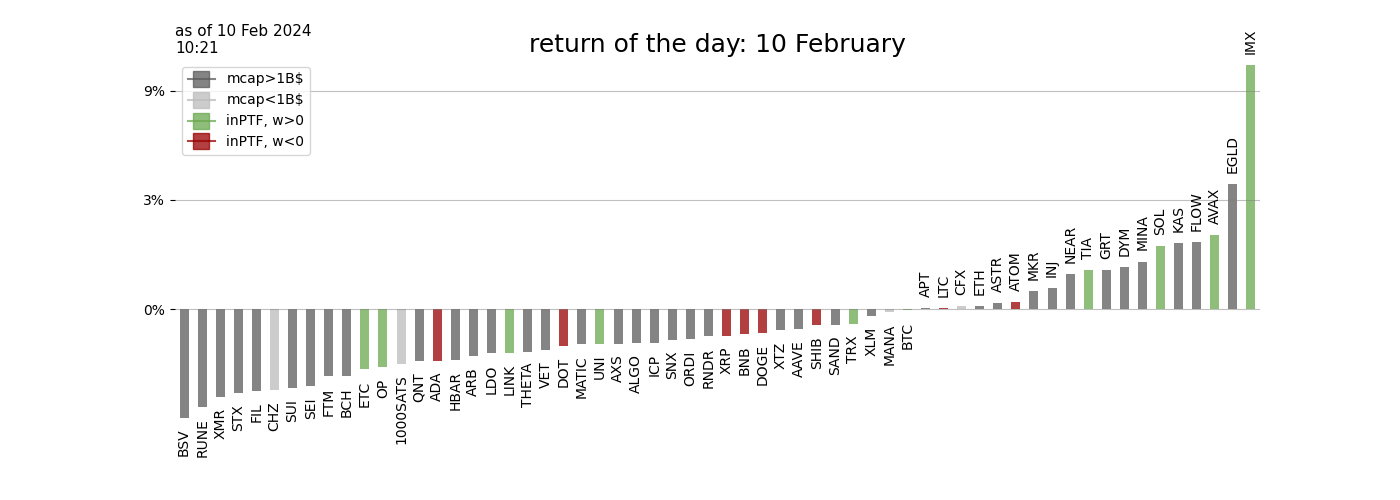 as of 10 Feb 2024
10:21
return of the day: 10 February
mcap>1B$
mcap<1B$
inPTF, w>0
inPTF, w<0
9%
3%
0%
BSV
RUNE
XMR
STX
FIL
CHZ
SUI
SEI
FTM
BCH
ETC
OP
1000SATS
QNT
ADA
HBAR
ARB
LDO
LINK
THETA
VET
DOT
MATIC
UNI
AXS
ALGO
ICP
SNX
ORDI
RNDR
XRP
BNB
DOGE
XTZ
AAVE
SHIB
SAND
TRX
XLM
MANA
BTC
APT
LTC
CFX
ETH
ASTR
ATOM
MKR
INJ
NEAR
TIA
GRT
DYM
MINA
SOL
KAS
FLOW
AVAX
EGLD
IMX